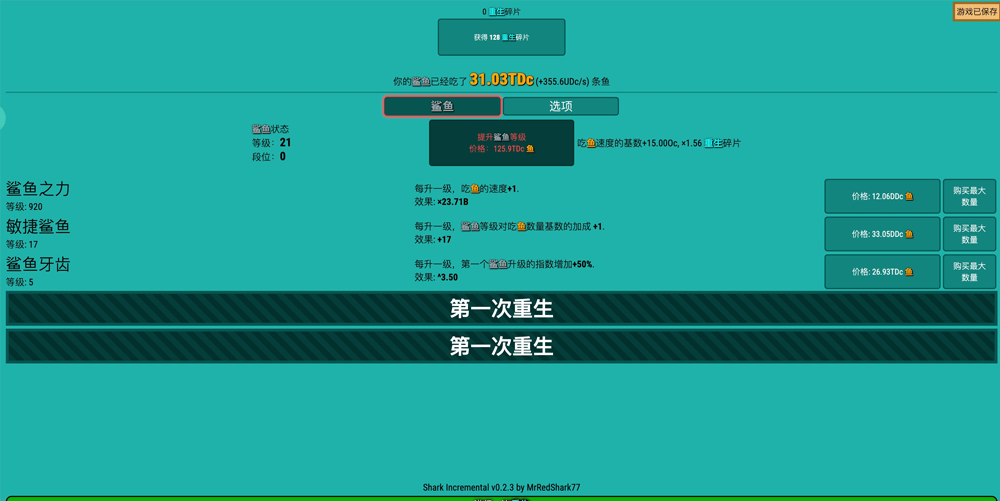 0 重生碎片
游戏已保存
获得 128 重生碎片
你的鲨鱼已经吃了 31.03TDc (+355.6UDc/s) 条鱼
鲨鱼
选项
鲨鱼状态
等级: 21
段位: 0
提升鲨鱼等级
价格: 125.9TDc 鱼
吃鱼速度的基数+15.00Oc, ×1.56 重生碎片
鲨鱼之力
等级: 920
每升一级，吃鱼的速度+1.
效果: ×23.71B
价格: 12.06DDc 鱼
购买最大
数量
敏捷鲨鱼
等级: 17
每升一级，鲨鱼等级对吃鱼数量基数的加成 +1.
效果: +17
价格: 33.05DDc 鱼
购买最大
数量
鲨鱼牙齿
等级: 5
每升一级，第一个鲨鱼升级的指数增加+50%.
效果: ^3.50
价格: 26.93TDc 鱼
购买最大
数量
第一次重生
第一次重生
Shark Incremental v0.2.3 by MrRedShark77